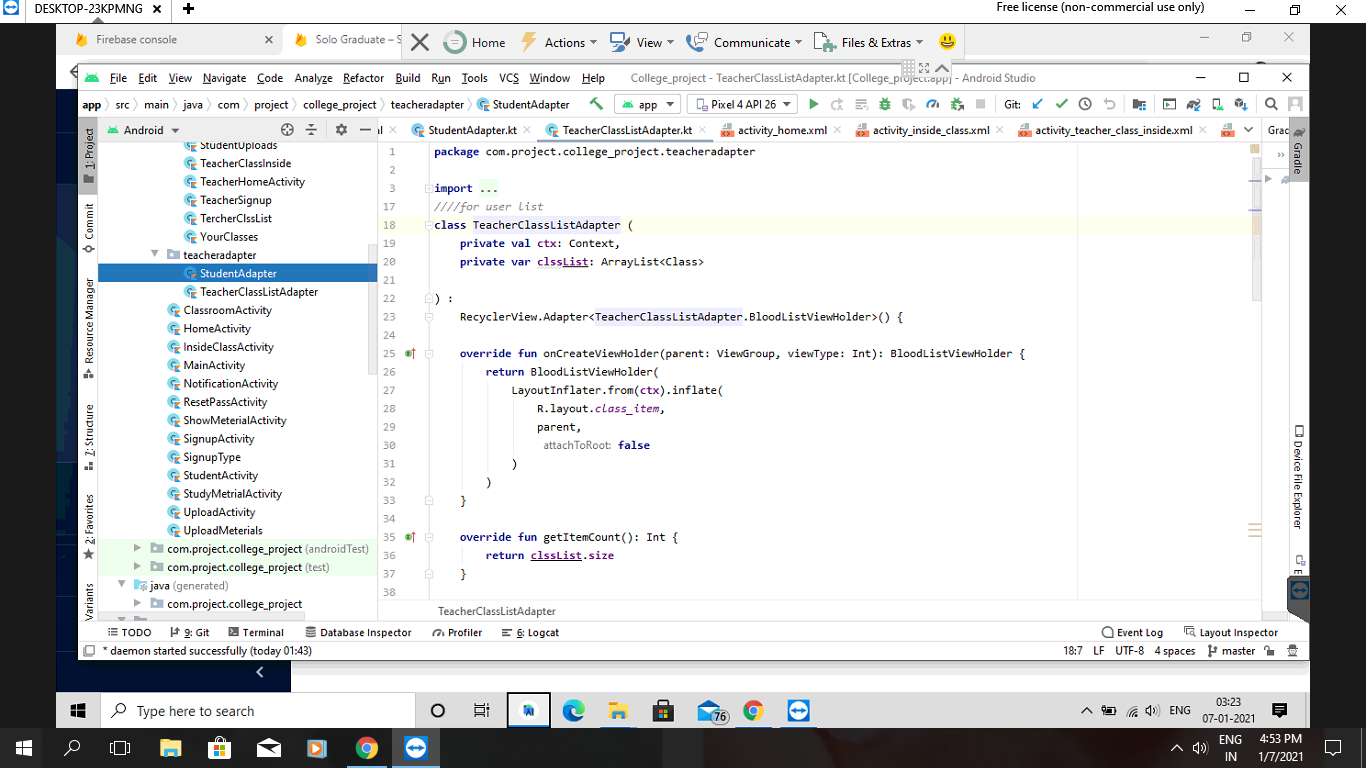 DESKTOP-23KPMNG
Free license (non-commercial use only)
Firebase console
Solo Graduate – S
Home
Actions
View
Communicate
Files & Extras
File Edit View Navigate Code Analyze Refactor Build Run Tools VCS Window Help College_project - TeacherClassListAdapter.kt [College_project.app] - Android Studio
app src main java com project college_project teacheradapter StudentAdapter app Pixel 4 API 26 Git:
Android StudentAdapter.kt TeacherClassListAdapter.kt activity_home.xml activity_inside_class.xml activity_teacher_class_inside.xml Grad
1: Project
Commit
Resource Manager
7: Structure
2: Favorites
Variants
StudentUploads
TeacherClassInside
TeacherHomeActivity
TeacherSignup
TercherClssList
YourClasses
teacheradapter
StudentAdapter
TeacherClassListAdapter
ClassroomActivity
HomeActivity
InsideClassActivity
MainActivity
NotificationActivity
ResetPassActivity
ShowMeterialActivity
SignupActivity
SignupType
StudentActivity
StudyMetrialActivity
UploadActivity
UploadMeterials
com.project.college_project (androidTest)
com.project.college_project (test)
java (generated)
com.project.college_project
1 package com.project.college_project.teacheradapter
2
3 import ...
17 ////for user list
18 class TeacherClassListAdapter (
19 private val ctx: Context,
20 private var clssList: ArrayList<Class>
21
22 ) :
23 RecyclerView.Adapter<TeacherClassListAdapter.BloodListViewHolder>() {
24
25 override fun onCreateViewHolder(parent: ViewGroup, viewType: Int): BloodListViewHolder {
26 return BloodListViewHolder(
27 LayoutInflater.from(ctx).inflate(
28 R.layout.class_item,
29 parent,
30 attachToRoot: false
31 )
32 )
33 }
34
35 override fun getItemCount(): Int {
36 return clssList.size
37 }
38
TeacherClassListAdapter
Gradle
Device File Explorer
E
TODO 9: Git Terminal Database Inspector Profiler 6: Logcat Event Log Layout Inspector
* daemon started successfully (today 01:43) 18:7 LF UTF-8 4 spaces master
Type here to search
76
ENG
03:23
07-01-2021
ENG
IN
4:53 PM
1/7/2021